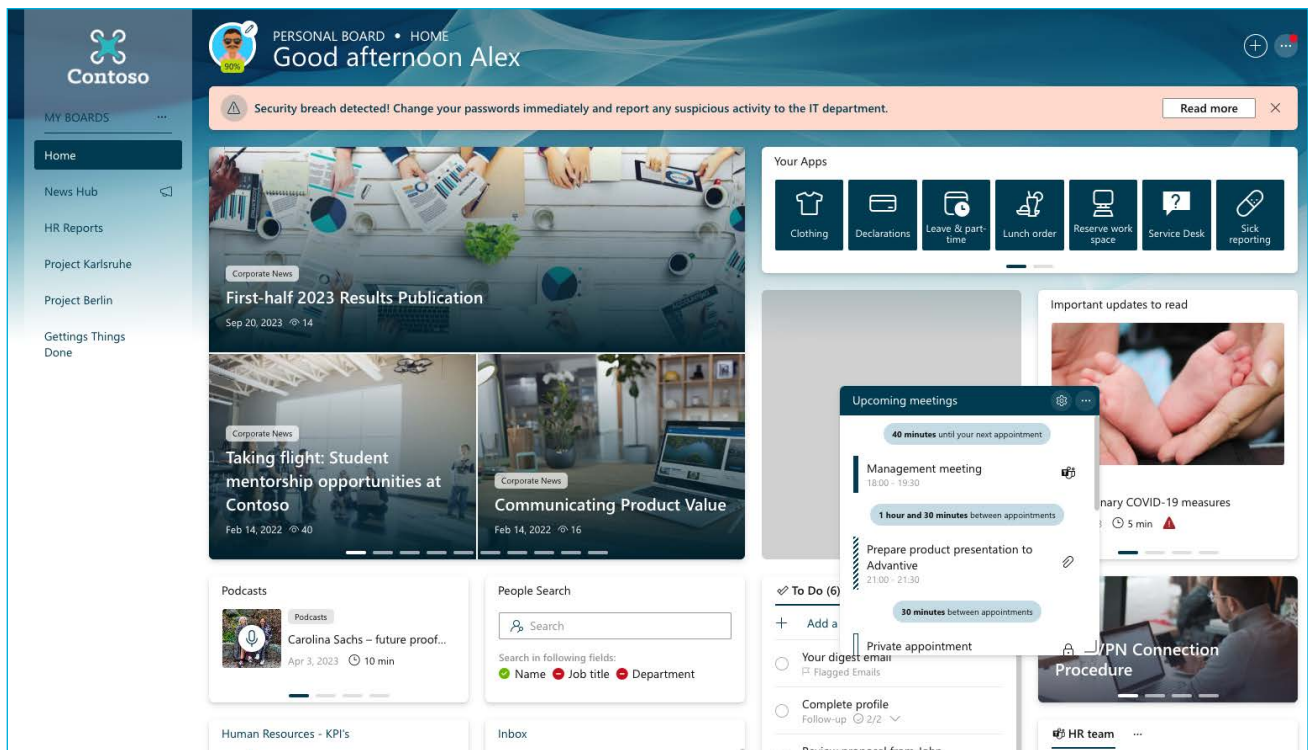 Contoso
MY BOARDS
Home
News Hub
HR Reports
Project Karlsruhe
Project Berlin
Gettings Things
Done
90%
PERSONAL BOARD • HOME
Good afternoon Alex
Security breach detected! Change your passwords immediately and report any suspicious activity to the IT department.
Read more
Corporate News
First-half 2023 Results Publication
Sep 20, 2023 14
Corporate News
Taking flight: Student
mentorship opportunities at
Contoso
Feb 14, 2022 40
Corporate News
Communicating Product Value
Feb 14, 2022 16
Your Apps
Clothing
Declarations
Leave & part-
time
Lunch order
Reserve work
space
Service Desk
Sick
reporting
Important updates to read
nary COVID-19 measures
5 min
Upcoming meetings
40 minutes until your next appointment
Management meeting
18:00 - 19:30
1 hour and 30 minutes between appointments
Prepare product presentation to
Advantive
21:00 - 21:30
30 minutes between appointments
Private appointment
Podcasts
Podcasts
Carolina Sachs – future proof...
Apr 3, 2023 10 min
People Search
Search
Search in following fields:
Name Job title Department
To Do (6)
+ Add a
Your digest email
Flagged Emails
Complete profile
Follow-up 2/2
Review proposal from John
VPN Connection
Procedure
Human Resources - KPI's
Inbox
HR team